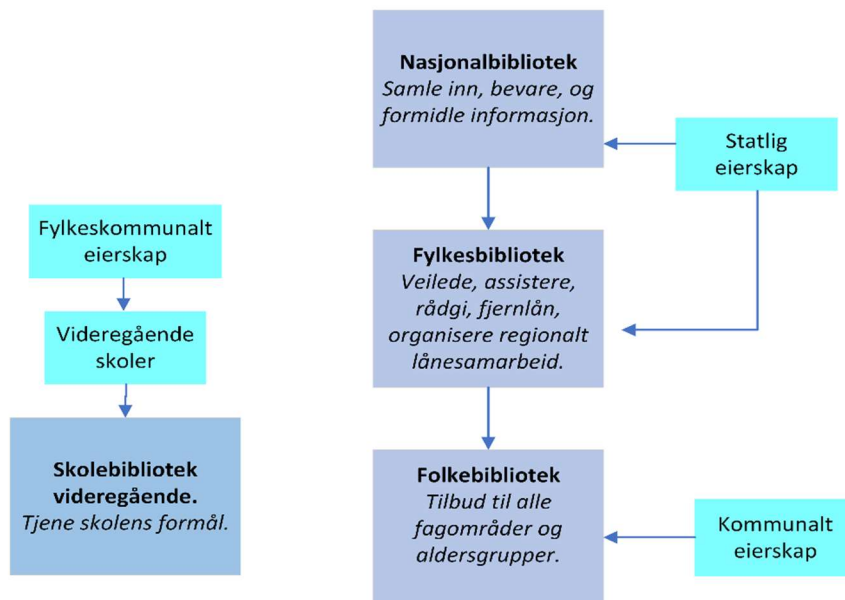 Nasjonalbibliotek
Samle inn, bevare, og
formidle informasjon.
Statlig
eierskap
Fylkeskommunalt
eierskap
Videregående
skoler
Skolebibliotek
videregående.
Tjene skolens formål.
Fylkesbibliotek
Veilede, assistere,
rådgi, fjernlån,
organisere regionalt
lånesamarbeid.
Folkebibliotek
Tilbud til alle
fagområder og
aldersgrupper.
Kommunalt
eierskap